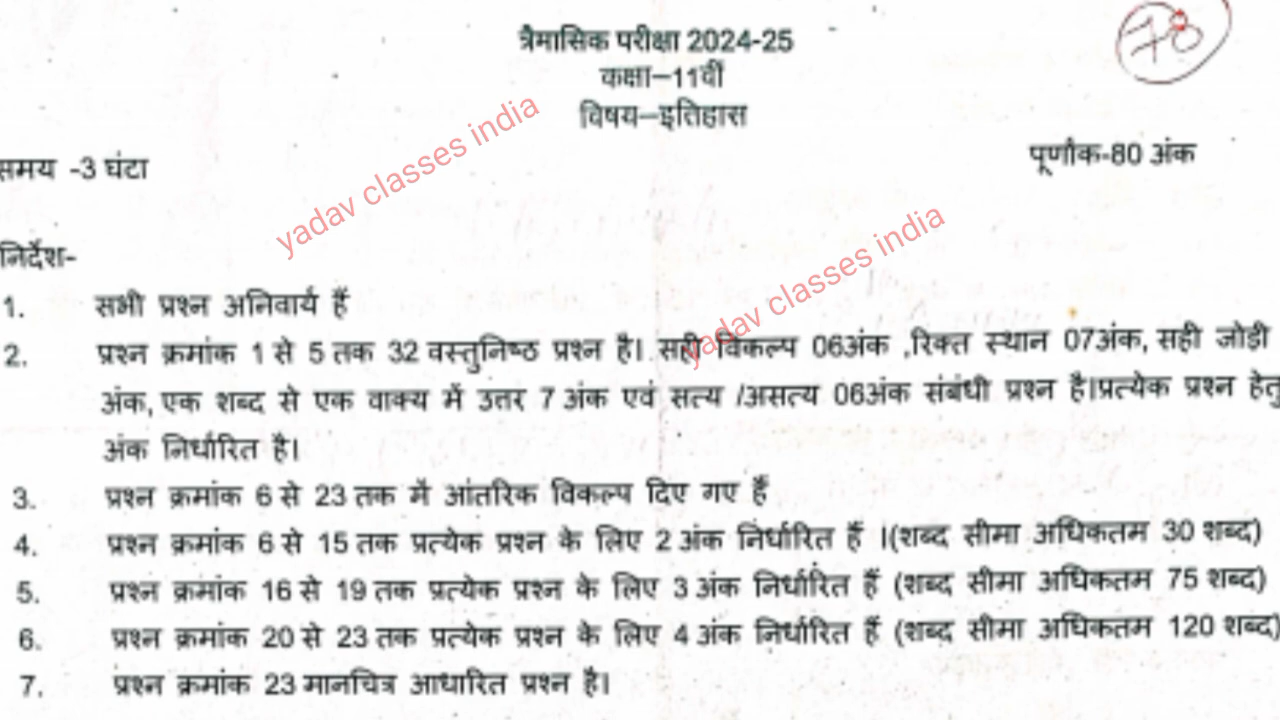 78
त्रैमासिक परीक्षा 2024-25
कक्षा–11वीं
विषय–इतिहास
समय -3 घंटा
पूर्णांक-80 अंक
yadav classes india
yadav classes india
निर्देश-
1. सभी प्रश्न अनिवार्य हैं
2. प्रश्न क्रमांक 1 से 5 तक 32 वस्तुनिष्ठ प्रश्न है। सही विकल्प 06अंक ,रिक्त स्थान 07अंक, सही जोड़ी
अंक, एक शब्द से एक वाक्य में उत्तर 7 अंक एवं सत्य /असत्य 06अंक संबंधी प्रश्न है।प्रत्येक प्रश्न हेतु
अंक निर्धारित है।
3. प्रश्न क्रमांक 6 से 23 तक में आंतरिक विकल्प दिए गए हैं
4. प्रश्न क्रमांक 6 से 15 तक प्रत्येक प्रश्न के लिए 2 अंक निर्धारित हैं ।(शब्द सीमा अधिकतम 30 शब्द)
5. प्रश्न क्रमांक 16 से 19 तक प्रत्येक प्रश्न के लिए 3 अंक निर्धारित हैं (शब्द सीमा अधिकतम 75 शब्द)
6. प्रश्न क्रमांक 20 से 23 तक प्रत्येक प्रश्न के लिए 4 अंक निर्धारित हैं (शब्द सीमा अधिकतम 120 शब्द)
7. प्रश्न क्रमांक 23 मानचित्र आधारित प्रश्न है।